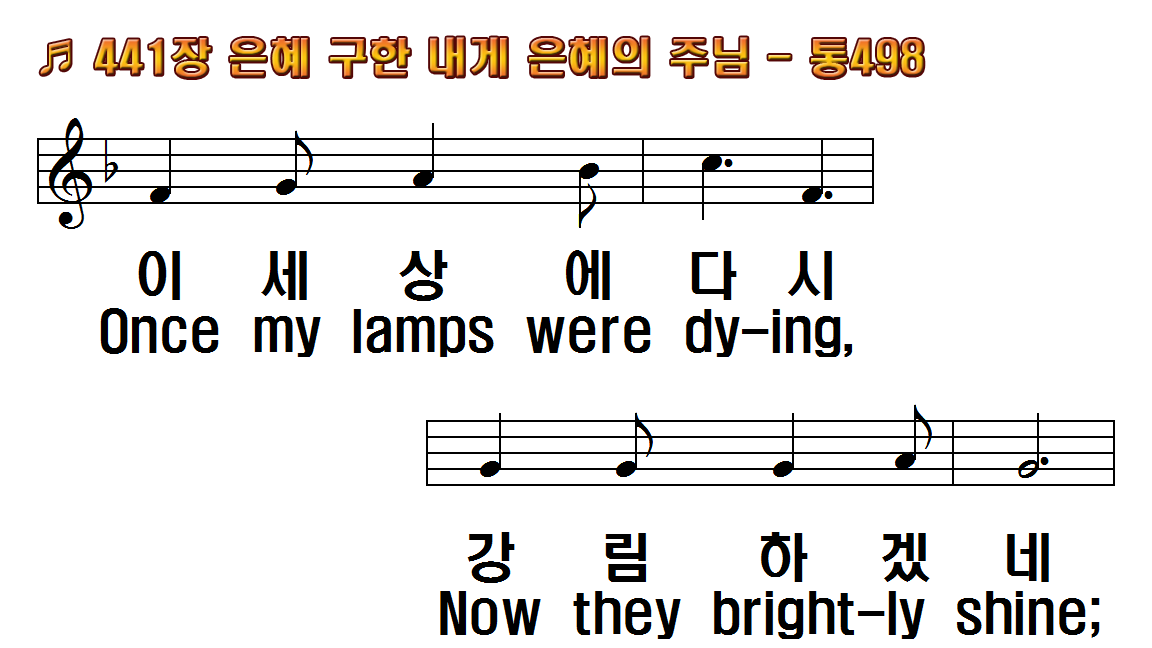 ♬ 441장 은혜 구한 내게 은혜의 주님 - 통498
이 세 상 에 다 시
Once my lamps were dy-ing,
강 림 하 겠 네
Now they bright-ly shine;